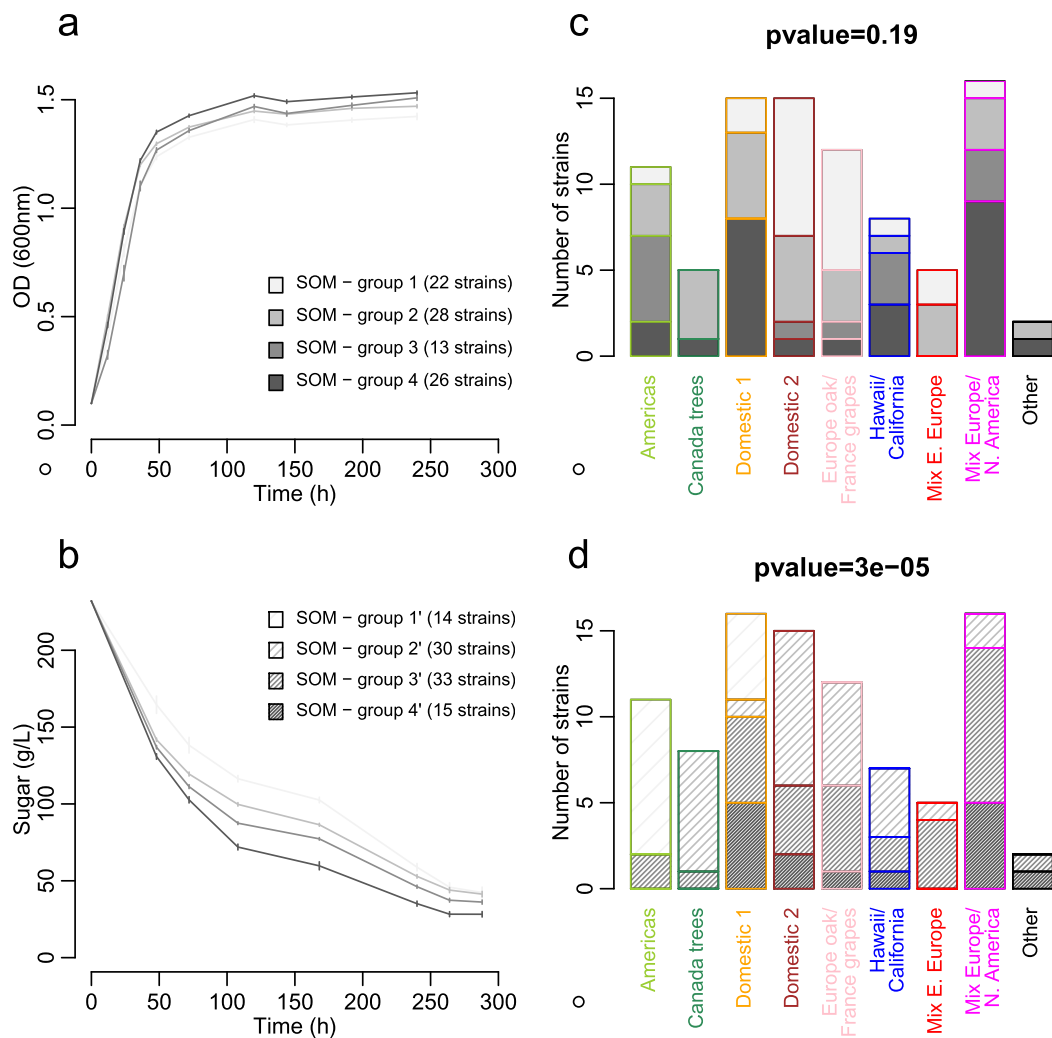 a
OD (600nm)
1.5
1.0
0.5
0.0
SOM − group 1 (22 strains)
SOM − group 2 (28 strains)
SOM − group 3 (13 strains)
SOM − group 4 (26 strains)
0
0 50 100 150 200 250 300
Time (h)
c
pvalue=0.19
Number of strains
15
10
5
0
0
Americas
Canada trees
Domestic 1
Domestic 2
Europe oak/
France grapes
Hawaii/
California
Mix E. Europe
Mix Europe/
N. America
Other
b
Sugar (g/L)
200
150
100
50
0
SOM − group 1' (14 strains)
SOM − group 2' (30 strains)
SOM − group 3' (33 strains)
SOM − group 4' (15 strains)
0 50 100 150 200 250 300
Time (h)
d
pvalue=3e−05
Number of strains
15
10
5
0
0
Americas
Canada trees
Domestic 1
Domestic 2
Europe oak/
France grapes
Hawaii/
California
Mix E. Europe
Mix Europe/
N. America
Other